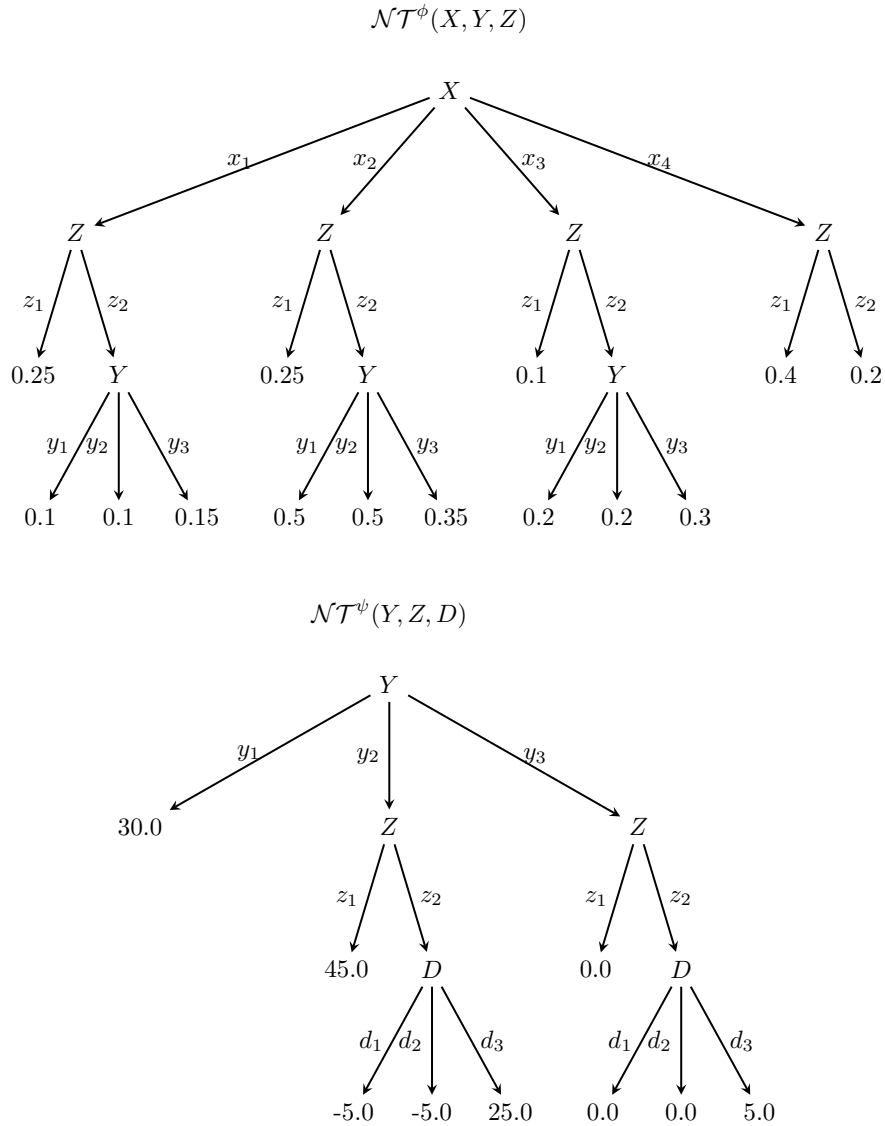 𝒩𝒯^ϕ(X, Y, Z)
X
x₁ x₂ x₃ x₄
Z Z Z Z
z₁ z₂ z₁ z₂ z₁ z₂ z₁ z₂
0.25 Y 0.25 Y 0.1 Y 0.4 0.2
y₁ y₂ y₃ y₁ y₂ y₃ y₁ y₂ y₃
0.1 0.1 0.15 0.5 0.5 0.35 0.2 0.2 0.3
𝒩𝒯^ψ(Y, Z, D)
Y
y₁ y₂ y₃
30.0 Z Z
z₁ z₂ z₁ z₂
45.0 D 0.0 D
d₁ d₂ d₃ d₁ d₂ d₃
-5.0 -5.0 25.0 0.0 0.0 5.0